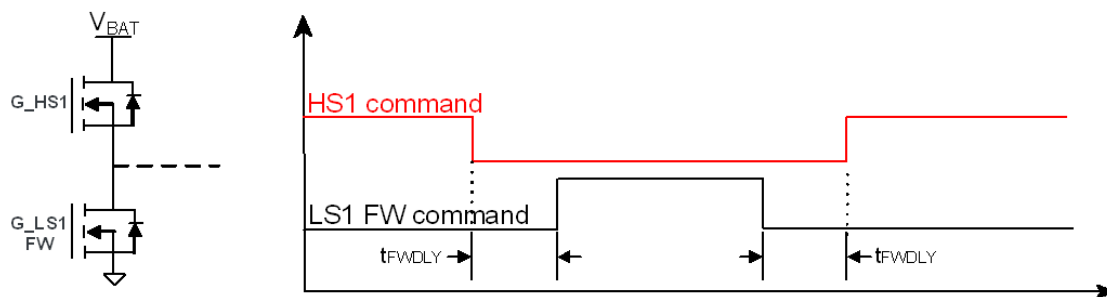 VBAT
G_HS1
G_LS1
FW
HS1 command
LS1 FW command
tFWDLY
tFWDLY